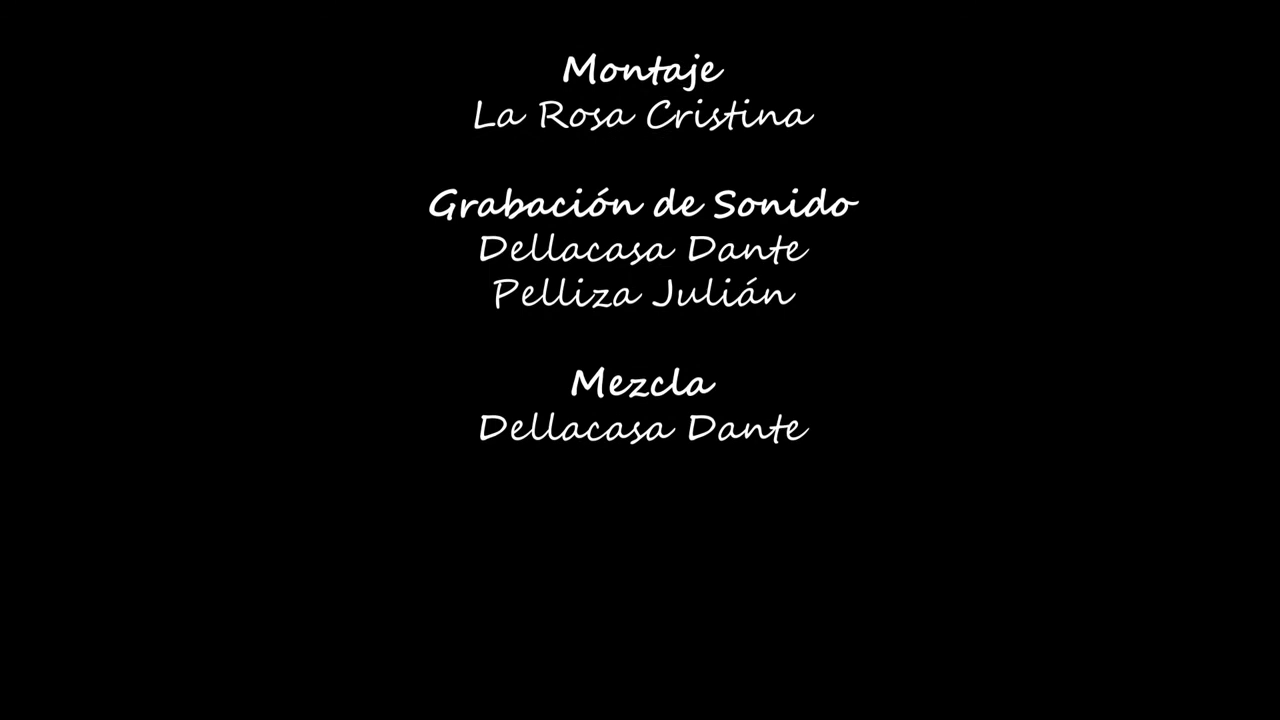 Montaje
La Rosa Cristina
Grabación de Sonido
Dellacasa Dante
Pelliza Julián
Mezcla
Dellacasa Dante